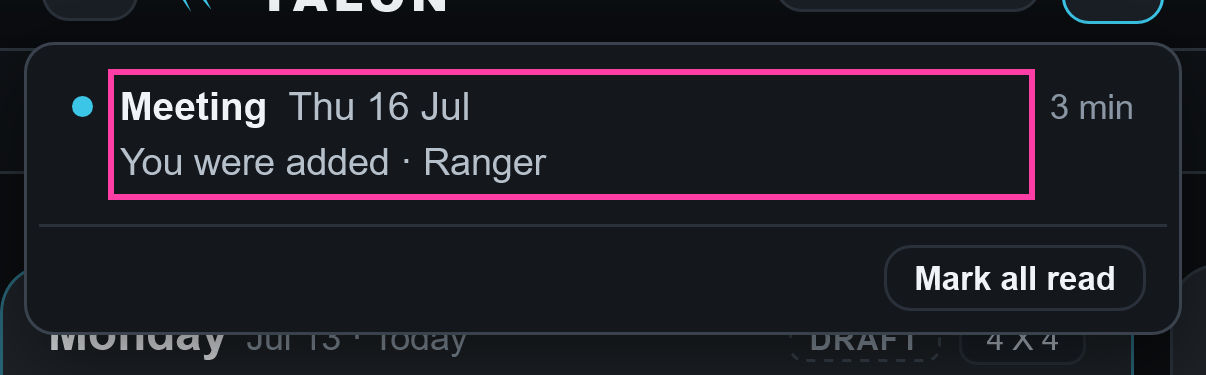 TALON
Meeting Thu 16 Jul 3 min
You were added · Ranger
Mark all read
Monday Jul 13 · Today DRAFT 4 X 4